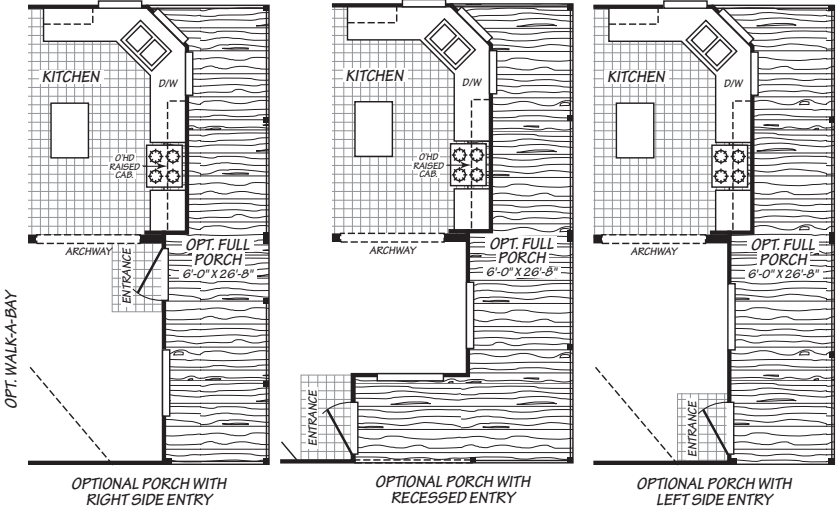 KITCHEN
D/W
O'HD
RAISED
CAB.
ARCHWAY
OPT. FULL
PORCH
6'-0" X 26'-8"
ENTRANCE
OPT. WALK-A-BAY
OPTIONAL PORCH WITH
RIGHT SIDE ENTRY
KITCHEN
D/W
O'HD
RAISED
CAB.
ARCHWAY
OPT. FULL
PORCH
6'-0" X 26'-8"
ENTRANCE
OPTIONAL PORCH WITH
RECESSED ENTRY
KITCHEN
D/W
ARCHWAY
OPT. FULL
PORCH
6'-0" X 26'-8"
ENTRANCE
OPTIONAL PORCH WITH
LEFT SIDE ENTRY